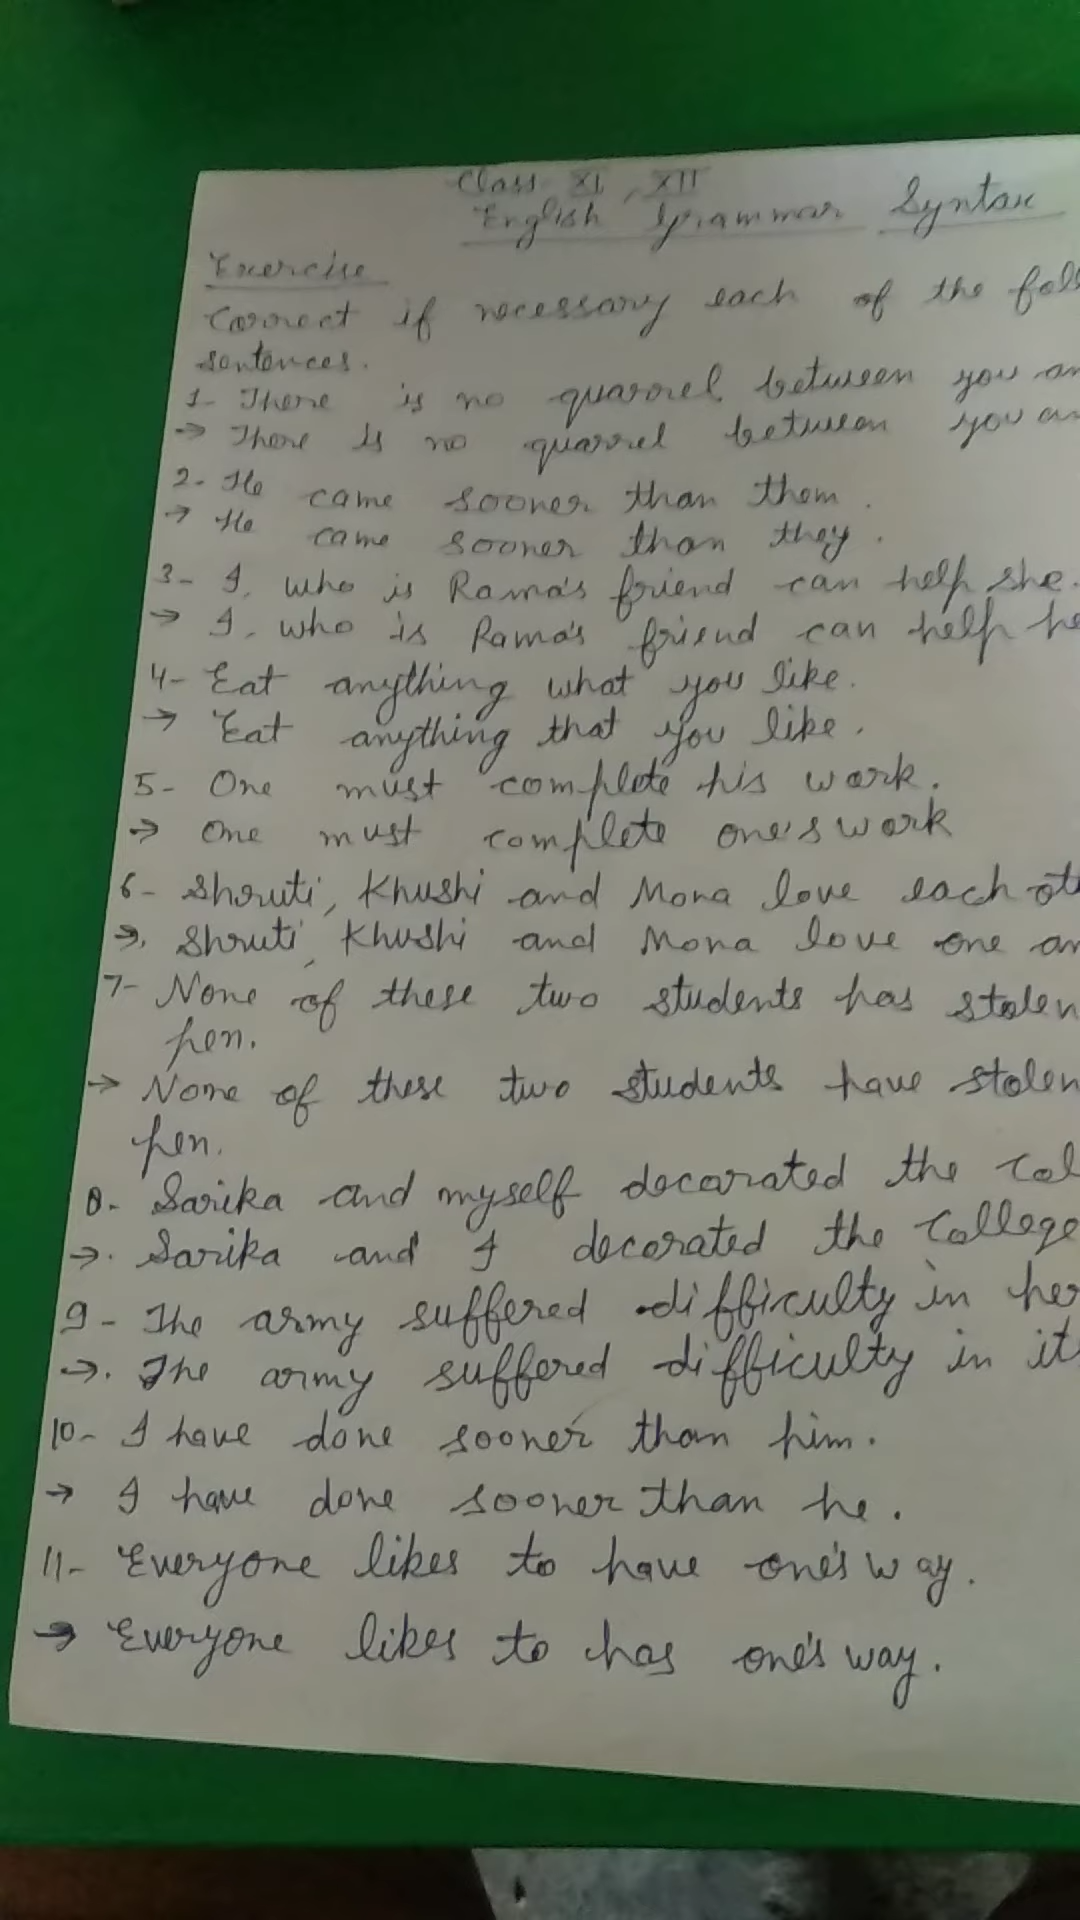 Class XI, XII
English Grammar Syntax
Exercise
Correct if necessary each of the
sentences.
1- There is no quarrel between you
→ There is no quarrel between you
2- He came sooner than them.
→ He came sooner than they.
3- I, who is Rama's friend can help she.
→ I, who is Rama's friend can help
4- Eat anything what you like.
→ Eat anything that you like.
5- One must complete his work.
→ One must complete one's work
6- Shruti, Khushi and Mona love each
→. Shruti, Khushi and Mona love one
7- None of these two students has stolen
pen.
→ None of these two students have stolen
pen.
8- Sarika and myself decorated the
→. Sarika and I decorated the College
9- The army suffered difficulty in her
→. The army suffered difficulty in
10- I have done sooner than him.
→ I have done sooner than he.
11- Everyone likes to have one's way.
→ Everyone likes to has one's way.